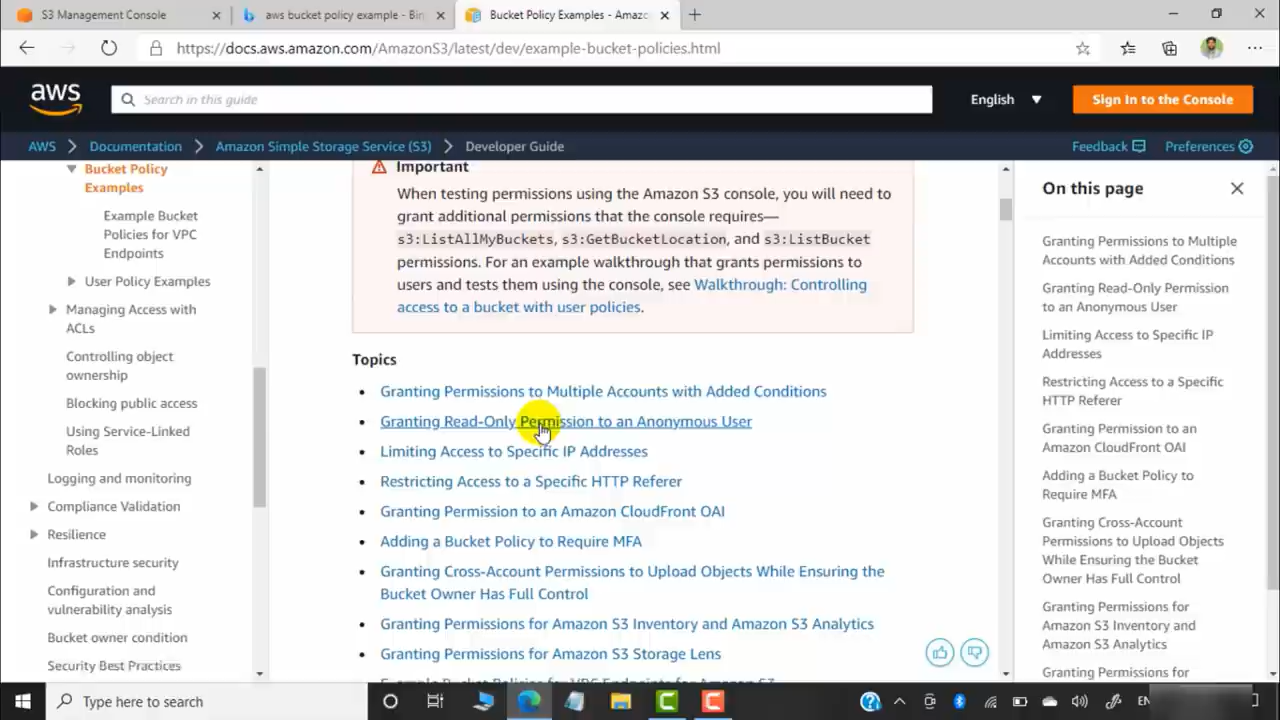 S3 Management Console
aws bucket policy example - Bin
Bucket Policy Examples - Amazo
https://docs.aws.amazon.com/AmazonS3/latest/dev/example-bucket-policies.html
aws
Search in this guide
English
Sign In to the Console
AWS
Documentation
Amazon Simple Storage Service (S3)
Developer Guide
Feedback
Preferences
Bucket Policy
Examples
Example Bucket
Policies for VPC
Endpoints
User Policy Examples
Managing Access with
ACLs
Controlling object
ownership
Blocking public access
Using Service-Linked
Roles
Logging and monitoring
Compliance Validation
Resilience
Infrastructure security
Configuration and
vulnerability analysis
Bucket owner condition
Security Best Practices
Important
When testing permissions using the Amazon S3 console, you will need to
grant additional permissions that the console requires—
s3:ListAllMyBuckets, s3:GetBucketLocation, and s3:ListBucket
permissions. For an example walkthrough that grants permissions to
users and tests them using the console, see Walkthrough: Controlling
access to a bucket with user policies.
Topics
• Granting Permissions to Multiple Accounts with Added Conditions
• Granting Read-Only Permission to an Anonymous User
• Limiting Access to Specific IP Addresses
• Restricting Access to a Specific HTTP Referer
• Granting Permission to an Amazon CloudFront OAI
• Adding a Bucket Policy to Require MFA
• Granting Cross-Account Permissions to Upload Objects While Ensuring the
Bucket Owner Has Full Control
• Granting Permissions for Amazon S3 Inventory and Amazon S3 Analytics
• Granting Permissions for Amazon S3 Storage Lens
Example Bucket Policies for VPC Endpoints for Amazon S3
On this page
Granting Permissions to Multiple
Accounts with Added Conditions
Granting Read-Only Permission
to an Anonymous User
Limiting Access to Specific IP
Addresses
Restricting Access to a Specific
HTTP Referer
Granting Permission to an
Amazon CloudFront OAI
Adding a Bucket Policy to
Require MFA
Granting Cross-Account
Permissions to Upload Objects
While Ensuring the Bucket
Owner Has Full Control
Granting Permissions for
Amazon S3 Inventory and
Amazon S3 Analytics
Granting Permissions for
Type here to search